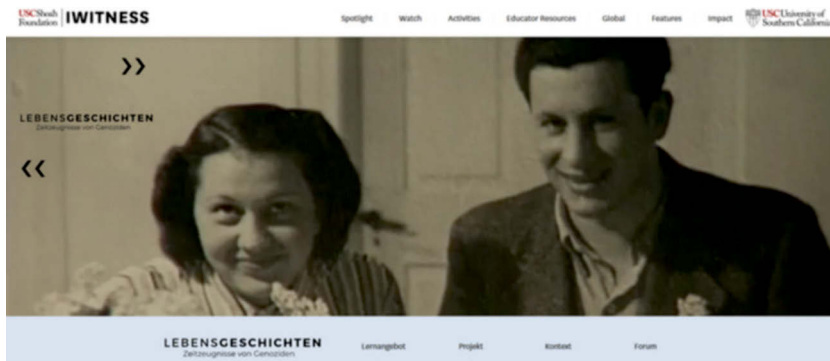 USC Shoah Foundation IWITNESS
Spotlight Watch Activities Educator Resources Global Features Impact
USC University of Southern California
»
LEBENSGESCHICHTEN
Zeitzeugnisse von Genoziden
«
LEBENSGESCHICHTEN
Zeitzeugnisse von Genoziden
Lernangebot Projekt Kontext Forum